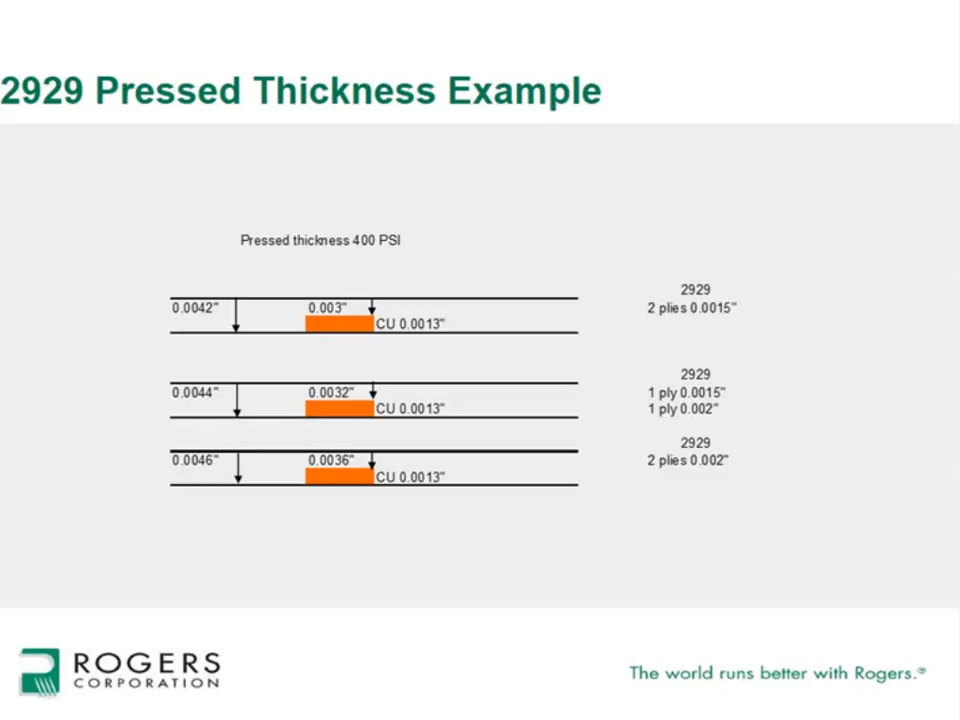 2929 Pressed Thickness Example
Pressed thickness 400 PSI
2929
0.0042" 0.003" 2 plies 0.0015"
CU 0.0013"
2929
0.0044" 0.0032" 1 ply 0.0015"
CU 0.0013" 1 ply 0.002"
2929
0.0046" 0.0036" 2 plies 0.002"
CU 0.0013"
ROGERS
CORPORATION
The world runs better with Rogers.®